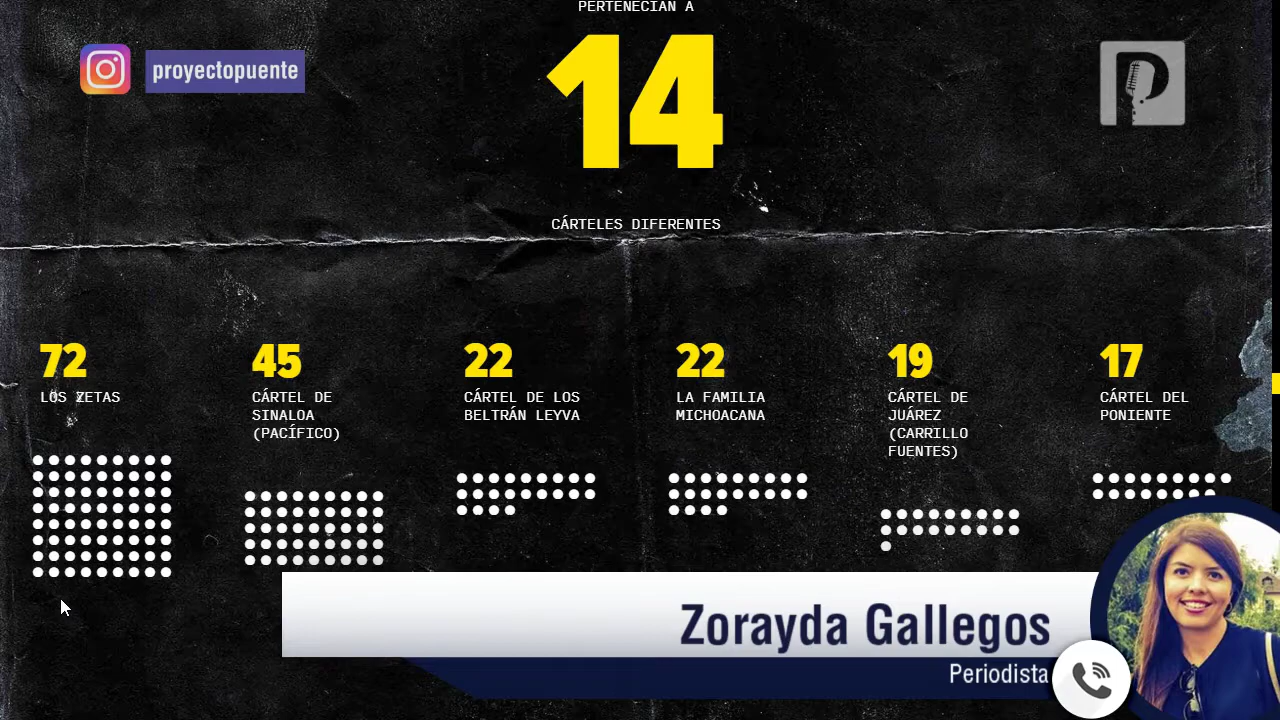 PERTENECÍAN A
proyectopuente
14
CÁRTELES DIFERENTES
72
LOS ZETAS
45
CÁRTEL DE
SINALOA
(PACÍFICO)
22
CÁRTEL DE LOS
BELTRÁN LEYVA
22
LA FAMILIA
MICHOACANA
19
CÁRTEL DE
JUÁREZ
(CARRILLO
FUENTES)
17
CÁRTEL DEL
PONIENTE
Zorayda Gallegos
Periodista